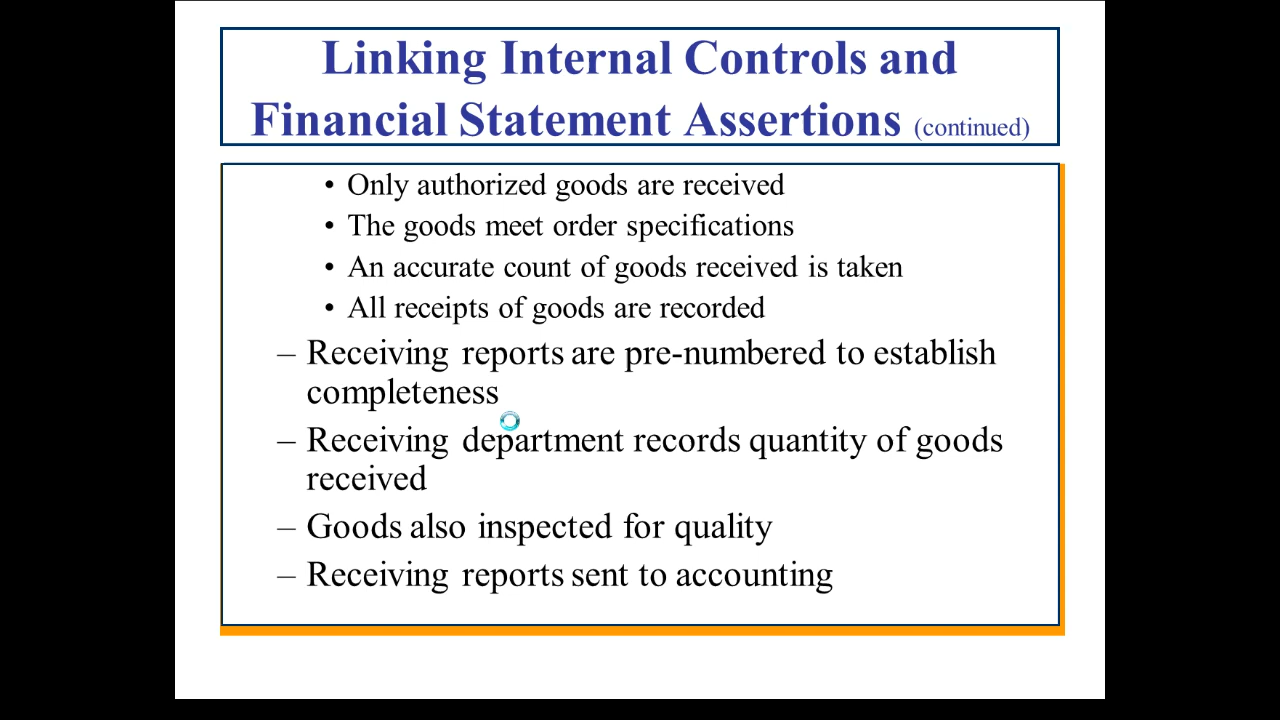 Linking Internal Controls and
Financial Statement Assertions (continued)
• Only authorized goods are received
• The goods meet order specifications
• An accurate count of goods received is taken
• All receipts of goods are recorded
– Receiving reports are pre-numbered to establish
completeness
– Receiving department records quantity of goods
received
– Goods also inspected for quality
– Receiving reports sent to accounting